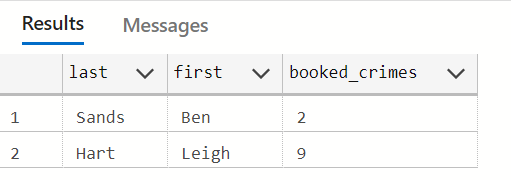 Results Messages
last first booked_crimes
1 Sands Ben 2
2 Hart Leigh 9